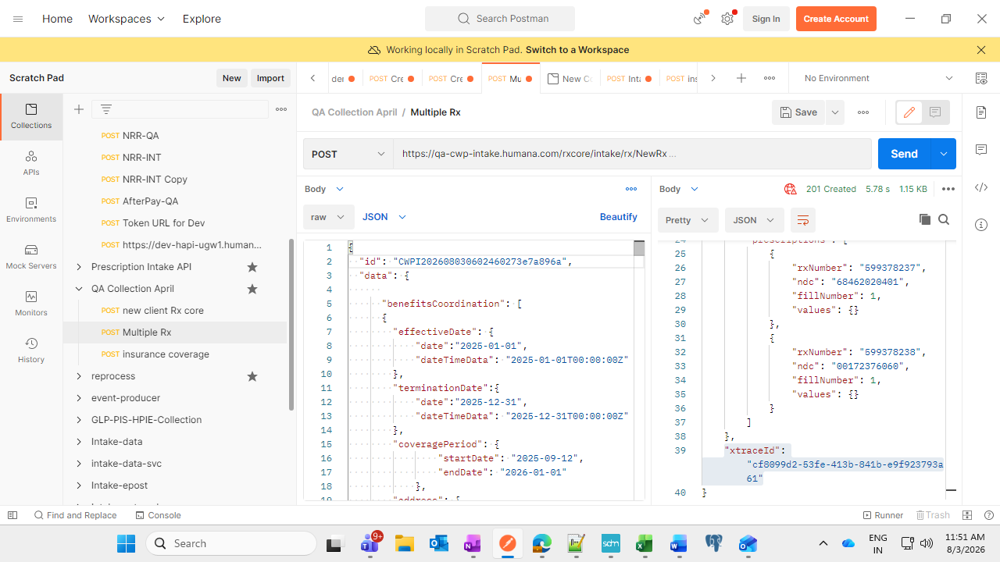 Home
Workspaces
Explore
Search Postman
Sign In
Create Account
Working locally in Scratch Pad. Switch to a Workspace
Scratch Pad
New
Import
POST Cre
POST Cre
POST Mu
New Co
POST Inta
POST ins
No Environment
Collections
APIs
Environments
Mock Servers
Monitors
History
POST NRR-QA
POST NRR-INT
POST NRR-INT Copy
POST AfterPay-QA
POST Token URL for Dev
POST https://dev-hapi-ugw1.human...
Prescription Intake API
QA Collection April
POST new client Rx core
POST Multiple Rx
POST insurance coverage
reprocess
event-producer
GLP-PIS-HPIE-Collection
Intake-data
intake-data-svc
Intake-epost
QA Collection April / Multiple Rx
Save
POST
https://qa-cwp-intake.humana.com/rxcore/intake/rx/NewRx ...
Send
Body
raw
JSON
Beautify
1 {
2 "id": "CWPI202608030602460273e7a896a",
3 "data": {
4
5 "benefitsCoordination": [
6 {
7 "effectiveDate": {
8 "date":"2025-01-01",
9 "dateTimeData": "2025-01-01T00:00:00Z"
10 },
11 "terminationDate":{
12 "date":"2025-12-31",
13 "dateTimeData": "2025-12-31T00:00:00Z"
14 },
15 "coveragePeriod": {
16 "startDate": "2025-09-12",
17 "endDate": "2026-01-01"
18 },
19 "address": {
Body
201 Created 5.78 s 1.15 KB
Pretty
JSON
24 "prescriptions": [
25 {
26 "rxNumber": "599378237",
27 "ndc": "68462020401",
28 "fillNumber": 1,
29 "values": {}
30 },
31 {
32 "rxNumber": "599378238",
33 "ndc": "00172376060",
34 "fillNumber": 1,
35 "values": {}
36 }
37 ]
38 },
39 "xtraceId":
"cf8099d2-53fe-413b-841b-e9f923793a
61"
40 }
Find and Replace
Console
Runner
Trash
Search
9+
sdm
ENG
IN
11:51 AM
8/3/2026